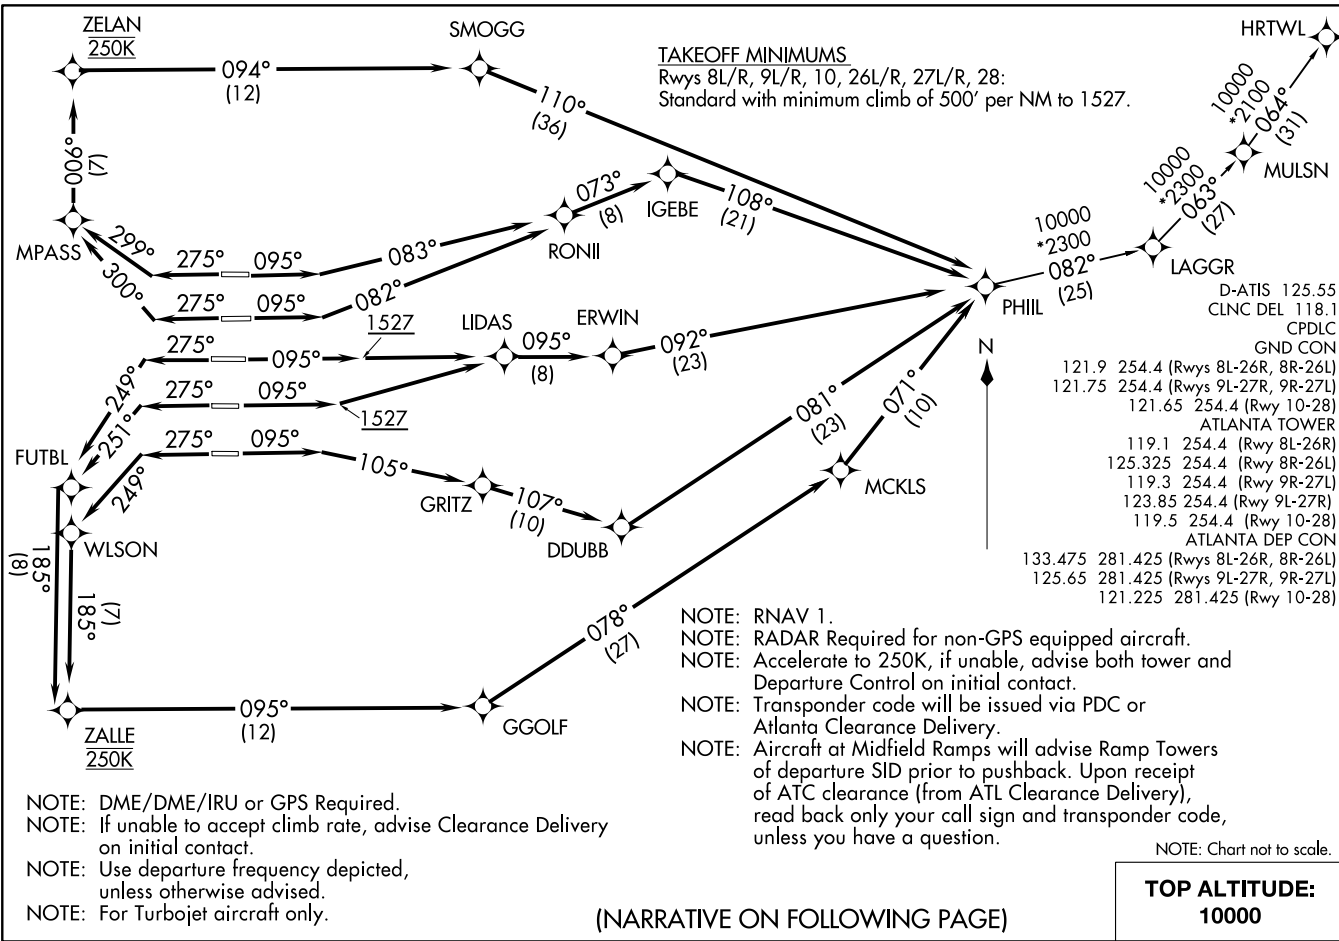 ZELAN
250K
SMOGG
HRTWL
TAKEOFF MINIMUMS
Rwys 8L/R, 9L/R, 10, 26L/R, 27L/R, 28:
Standard with minimum climb of 500' per NM to 1527.
094°
(12)
110°
(36)
10000
*2100
064°
(31)
MULSN
006°
(7)
10000
*2300
063°
(27)
LAGGR
073°
(8)
IGEBE
108°
(21)
RONII
MPASS
299°
275°
095°
083°
10000
*2300
082°
(25)
PHIIL
300°
275°
095°
082°
1527
LIDAS
ERWIN
275°
095°
095°
(8)
092°
(23)
N
249°
275°
095°
1527
251°
081°
(23)
071°
(10)
FUTBL
275°
095°
105°
249°
GRITZ
107°
(10)
DDUBB
MCKLS
WLSON
185°
(8)
185°
(7)
078°
(27)
095°
(12)
GGOLF
ZALLE
250K
D-ATIS 125.55
CLNC DEL 118.1
CPDLC
GND CON
121.9 254.4 (Rwys 8L-26R, 8R-26L)
121.75 254.4 (Rwys 9L-27R, 9R-27L)
121.65 254.4 (Rwy 10-28)
ATLANTA TOWER
119.1 254.4 (Rwy 8L-26R)
125.325 254.4 (Rwy 8R-26L)
119.3 254.4 (Rwy 9R-27L)
123.85 254.4 (Rwy 9L-27R)
119.5 254.4 (Rwy 10-28)
ATLANTA DEP CON
133.475 281.425 (Rwys 8L-26R, 8R-26L)
125.65 281.425 (Rwys 9L-27R, 9R-27L)
121.225 281.425 (Rwy 10-28)
NOTE: RNAV 1.
NOTE: RADAR Required for non-GPS equipped aircraft.
NOTE: Accelerate to 250K, if unable, advise both tower and
Departure Control on initial contact.
NOTE: Transponder code will be issued via PDC or
Atlanta Clearance Delivery.
NOTE: Aircraft at Midfield Ramps will advise Ramp Towers
of departure SID prior to pushback. Upon receipt
of ATC clearance (from ATL Clearance Delivery),
read back only your call sign and transponder code,
unless you have a question.
NOTE: DME/DME/IRU or GPS Required.
NOTE: If unable to accept climb rate, advise Clearance Delivery
on initial contact.
NOTE: Use departure frequency depicted,
unless otherwise advised.
NOTE: For Turbojet aircraft only.
(NARRATIVE ON FOLLOWING PAGE)
NOTE: Chart not to scale.
TOP ALTITUDE:
10000